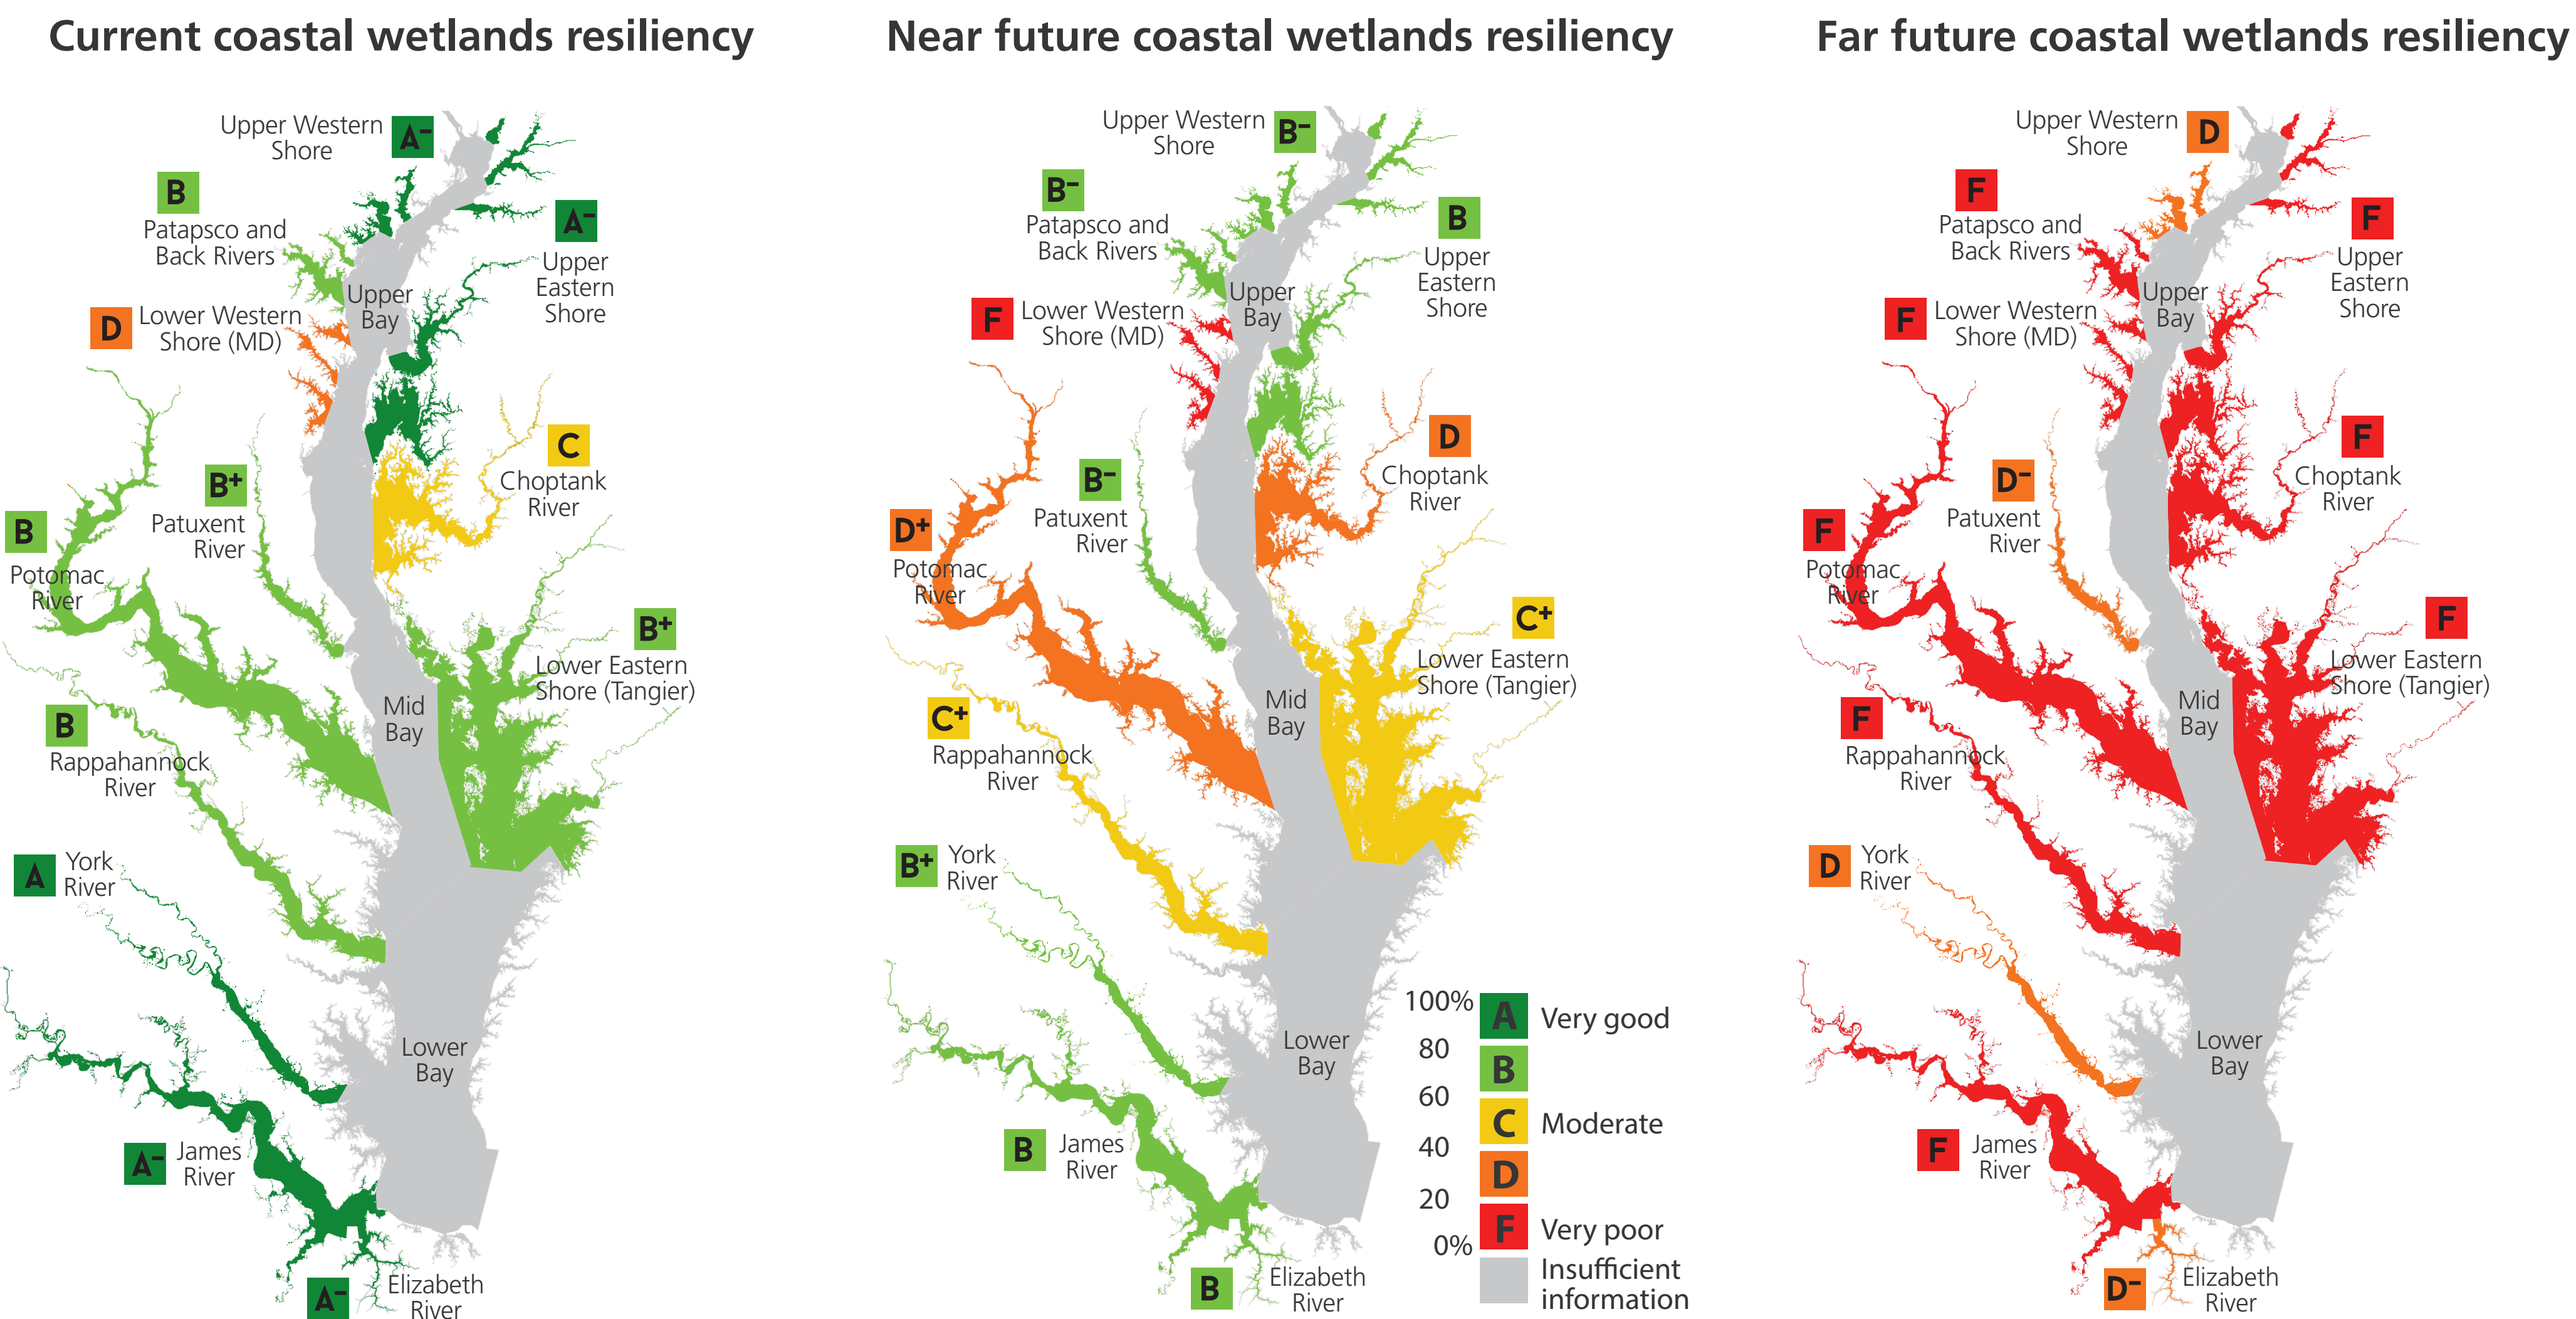 Current coastal wetlands resiliency
Upper Western
Shore
A-
B
Patapsco and
Back Rivers
A-
Upper
Eastern
Shore
Upper
Bay
D
Lower Western
Shore (MD)
C
Choptank
River
B+
Patuxent
River
B
Potomac
River
B+
Lower Eastern
Shore (Tangier)
Mid
Bay
B
Rappahannock
River
A
York
River
Lower
Bay
A-
James
River
A-
Elizabeth
River
Near future coastal wetlands resiliency
Upper Western
Shore
B-
B-
Patapsco and
Back Rivers
B
Upper
Eastern
Shore
Upper
Bay
F
Lower Western
Shore (MD)
D
Choptank
River
B-
Patuxent
River
D+
Potomac
River
C+
Lower Eastern
Shore (Tangier)
Mid
Bay
C+
Rappahannock
River
B+
York
River
Lower
Bay
B
James
River
B
Elizabeth
River
100%
A Very good
80
B
60
C Moderate
40
D
20
F Very poor
0%
Insufficient
information
Far future coastal wetlands resiliency
Upper Western
Shore
D
F
Patapsco and
Back Rivers
F
Upper
Eastern
Shore
Upper
Bay
F
Lower Western
Shore (MD)
F
Choptank
River
D-
Patuxent
River
F
Potomac
River
F
Lower Eastern
Shore (Tangier)
Mid
Bay
F
Rappahannock
River
D
York
River
Lower
Bay
F
James
River
D-
Elizabeth
River